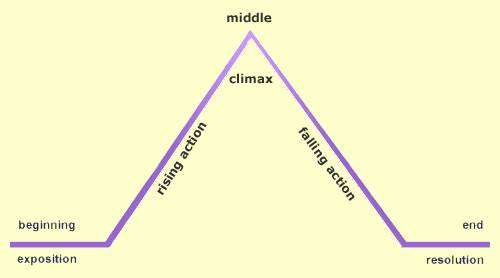 middle
climax
rising action
falling action
beginning
end
exposition
resolution